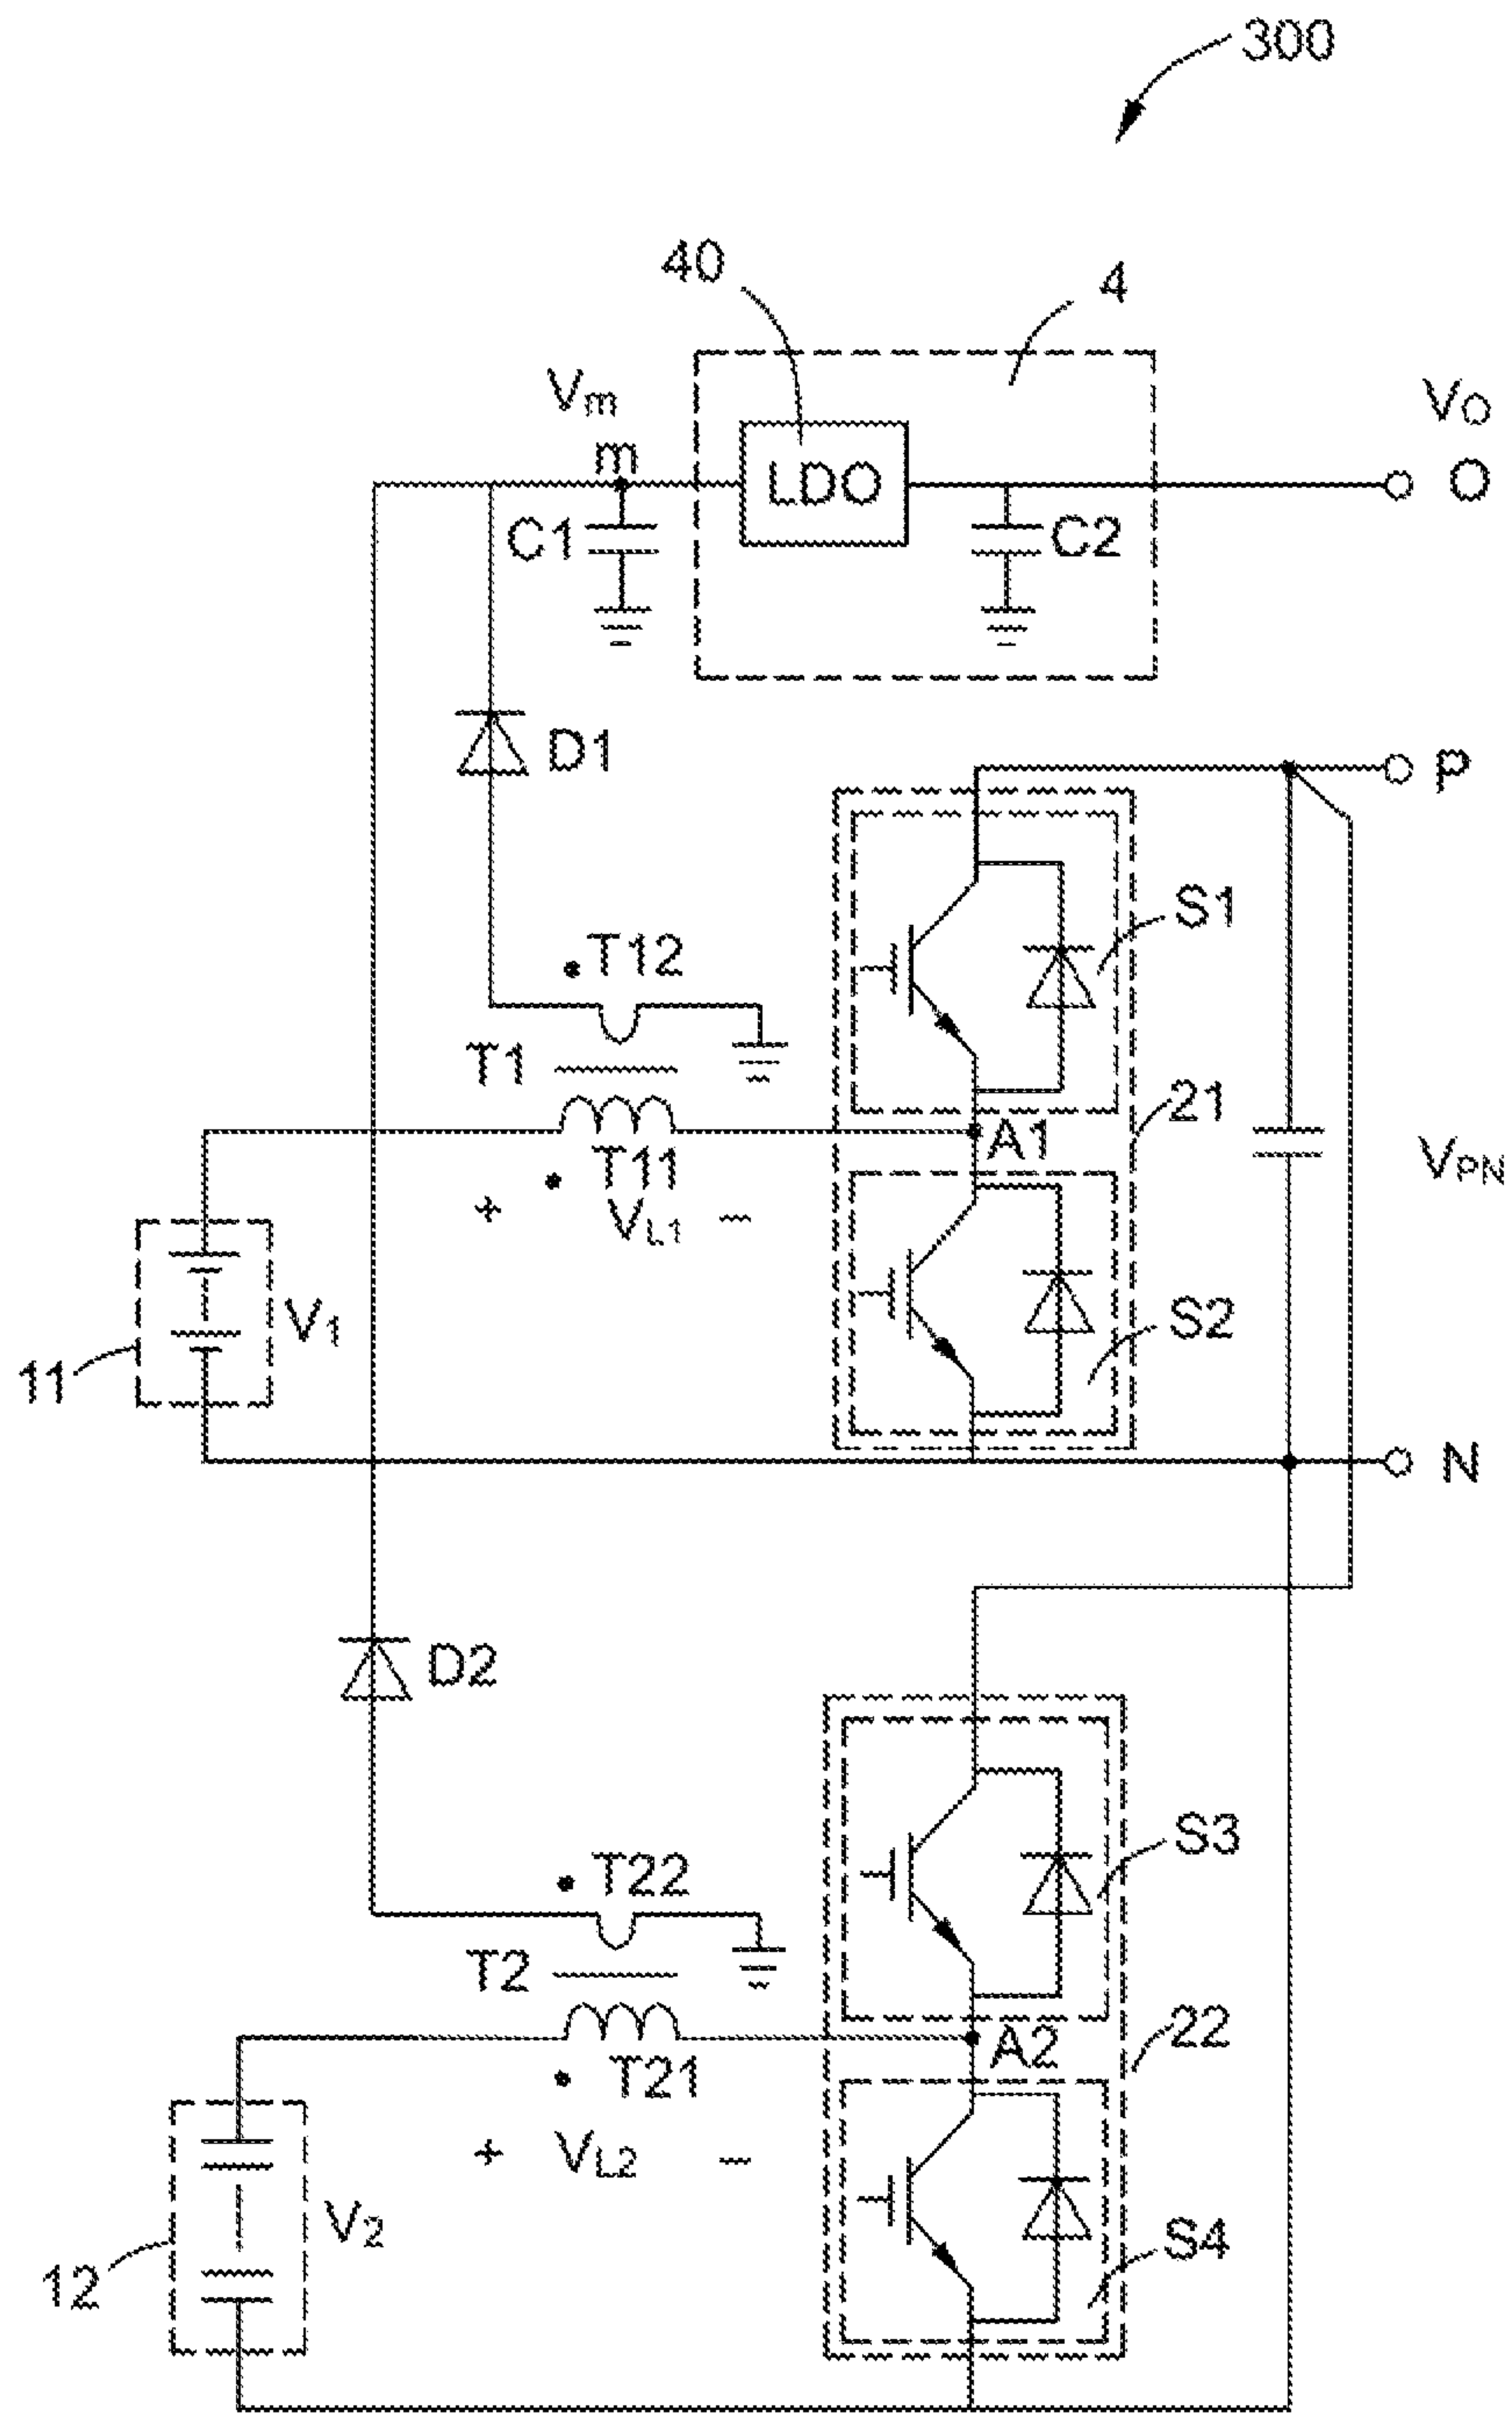 300
40
4
Vm
VO
m
LDO
O
C1
C2
D1
P
S1
T12
T1
21
A1
T11
VPN
+ VL1 −
V1
S2
11
N
D2
S3
T22
T2
22
A2
T21
+ VL2 −
V2
S4
12